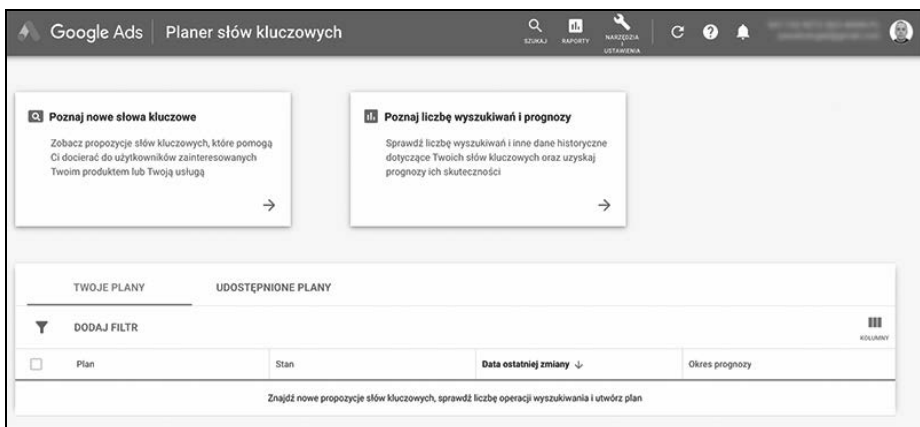 Google Ads | Planer słów kluczowych
SZUKAJ
RAPORTY
NARZĘDZIA
I
USTAWIENIA
Poznaj nowe słowa kluczowe
Zobacz propozycje słów kluczowych, które pomogą
Ci docierać do użytkowników zainteresowanych
Twoim produktem lub Twoją usługą
Poznaj liczbę wyszukiwań i prognozy
Sprawdź liczbę wyszukiwań i inne dane historyczne
dotyczące Twoich słów kluczowych oraz uzyskaj
prognozy ich skuteczności
TWOJE PLANY UDOSTĘPNIONE PLANY
DODAJ FILTR
KOLUMNY
Plan Stan Data ostatniej zmiany Okres prognozy
Znajdź nowe propozycje słów kluczowych, sprawdź liczbę operacji wyszukiwania i utwórz plan